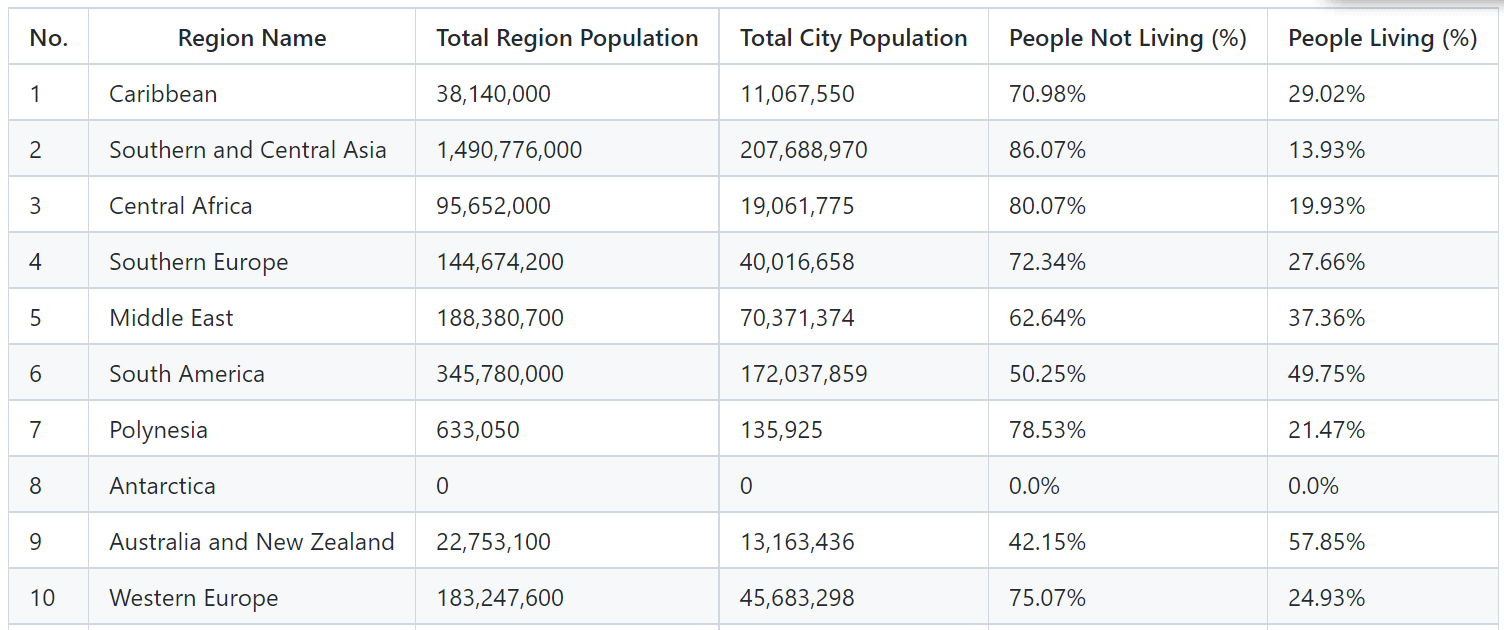 No. Region Name Total Region Population Total City Population People Not Living (%) People Living (%)
1 Caribbean 38,140,000 11,067,550 70.98% 29.02%
2 Southern and Central Asia 1,490,776,000 207,688,970 86.07% 13.93%
3 Central Africa 95,652,000 19,061,775 80.07% 19.93%
4 Southern Europe 144,674,200 40,016,658 72.34% 27.66%
5 Middle East 188,380,700 70,371,374 62.64% 37.36%
6 South America 345,780,000 172,037,859 50.25% 49.75%
7 Polynesia 633,050 135,925 78.53% 21.47%
8 Antarctica 0 0 0.0% 0.0%
9 Australia and New Zealand 22,753,100 13,163,436 42.15% 57.85%
10 Western Europe 183,247,600 45,683,298 75.07% 24.93%